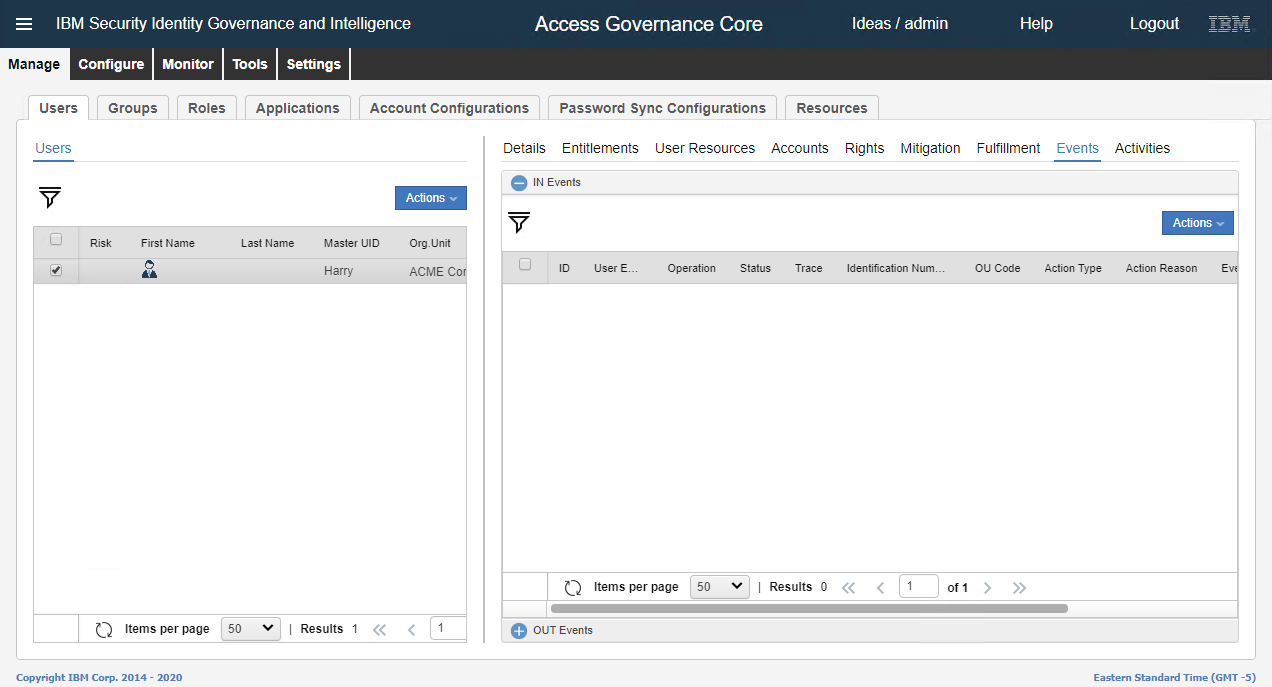 IBM Security Identity Governance and Intelligence
Access Governance Core
Ideas / admin
Help
Logout
IBM
Manage
Configure
Monitor
Tools
Settings
Users
Groups
Roles
Applications
Account Configurations
Password Sync Configurations
Resources
Users
Actions
Risk First Name Last Name Master UID Org.Unit
Harry ACME Cor
Items per page 50 | Results 1 1
Details Entitlements User Resources Accounts Rights Mitigation Fulfillment Events Activities
IN Events
Actions
ID User E... Operation Status Trace Identification Num... OU Code Action Type Action Reason Eve
Items per page 50 | Results 0 1 of 1
OUT Events
Copyright IBM Corp. 2014 - 2020
Eastern Standard Time (GMT -5)